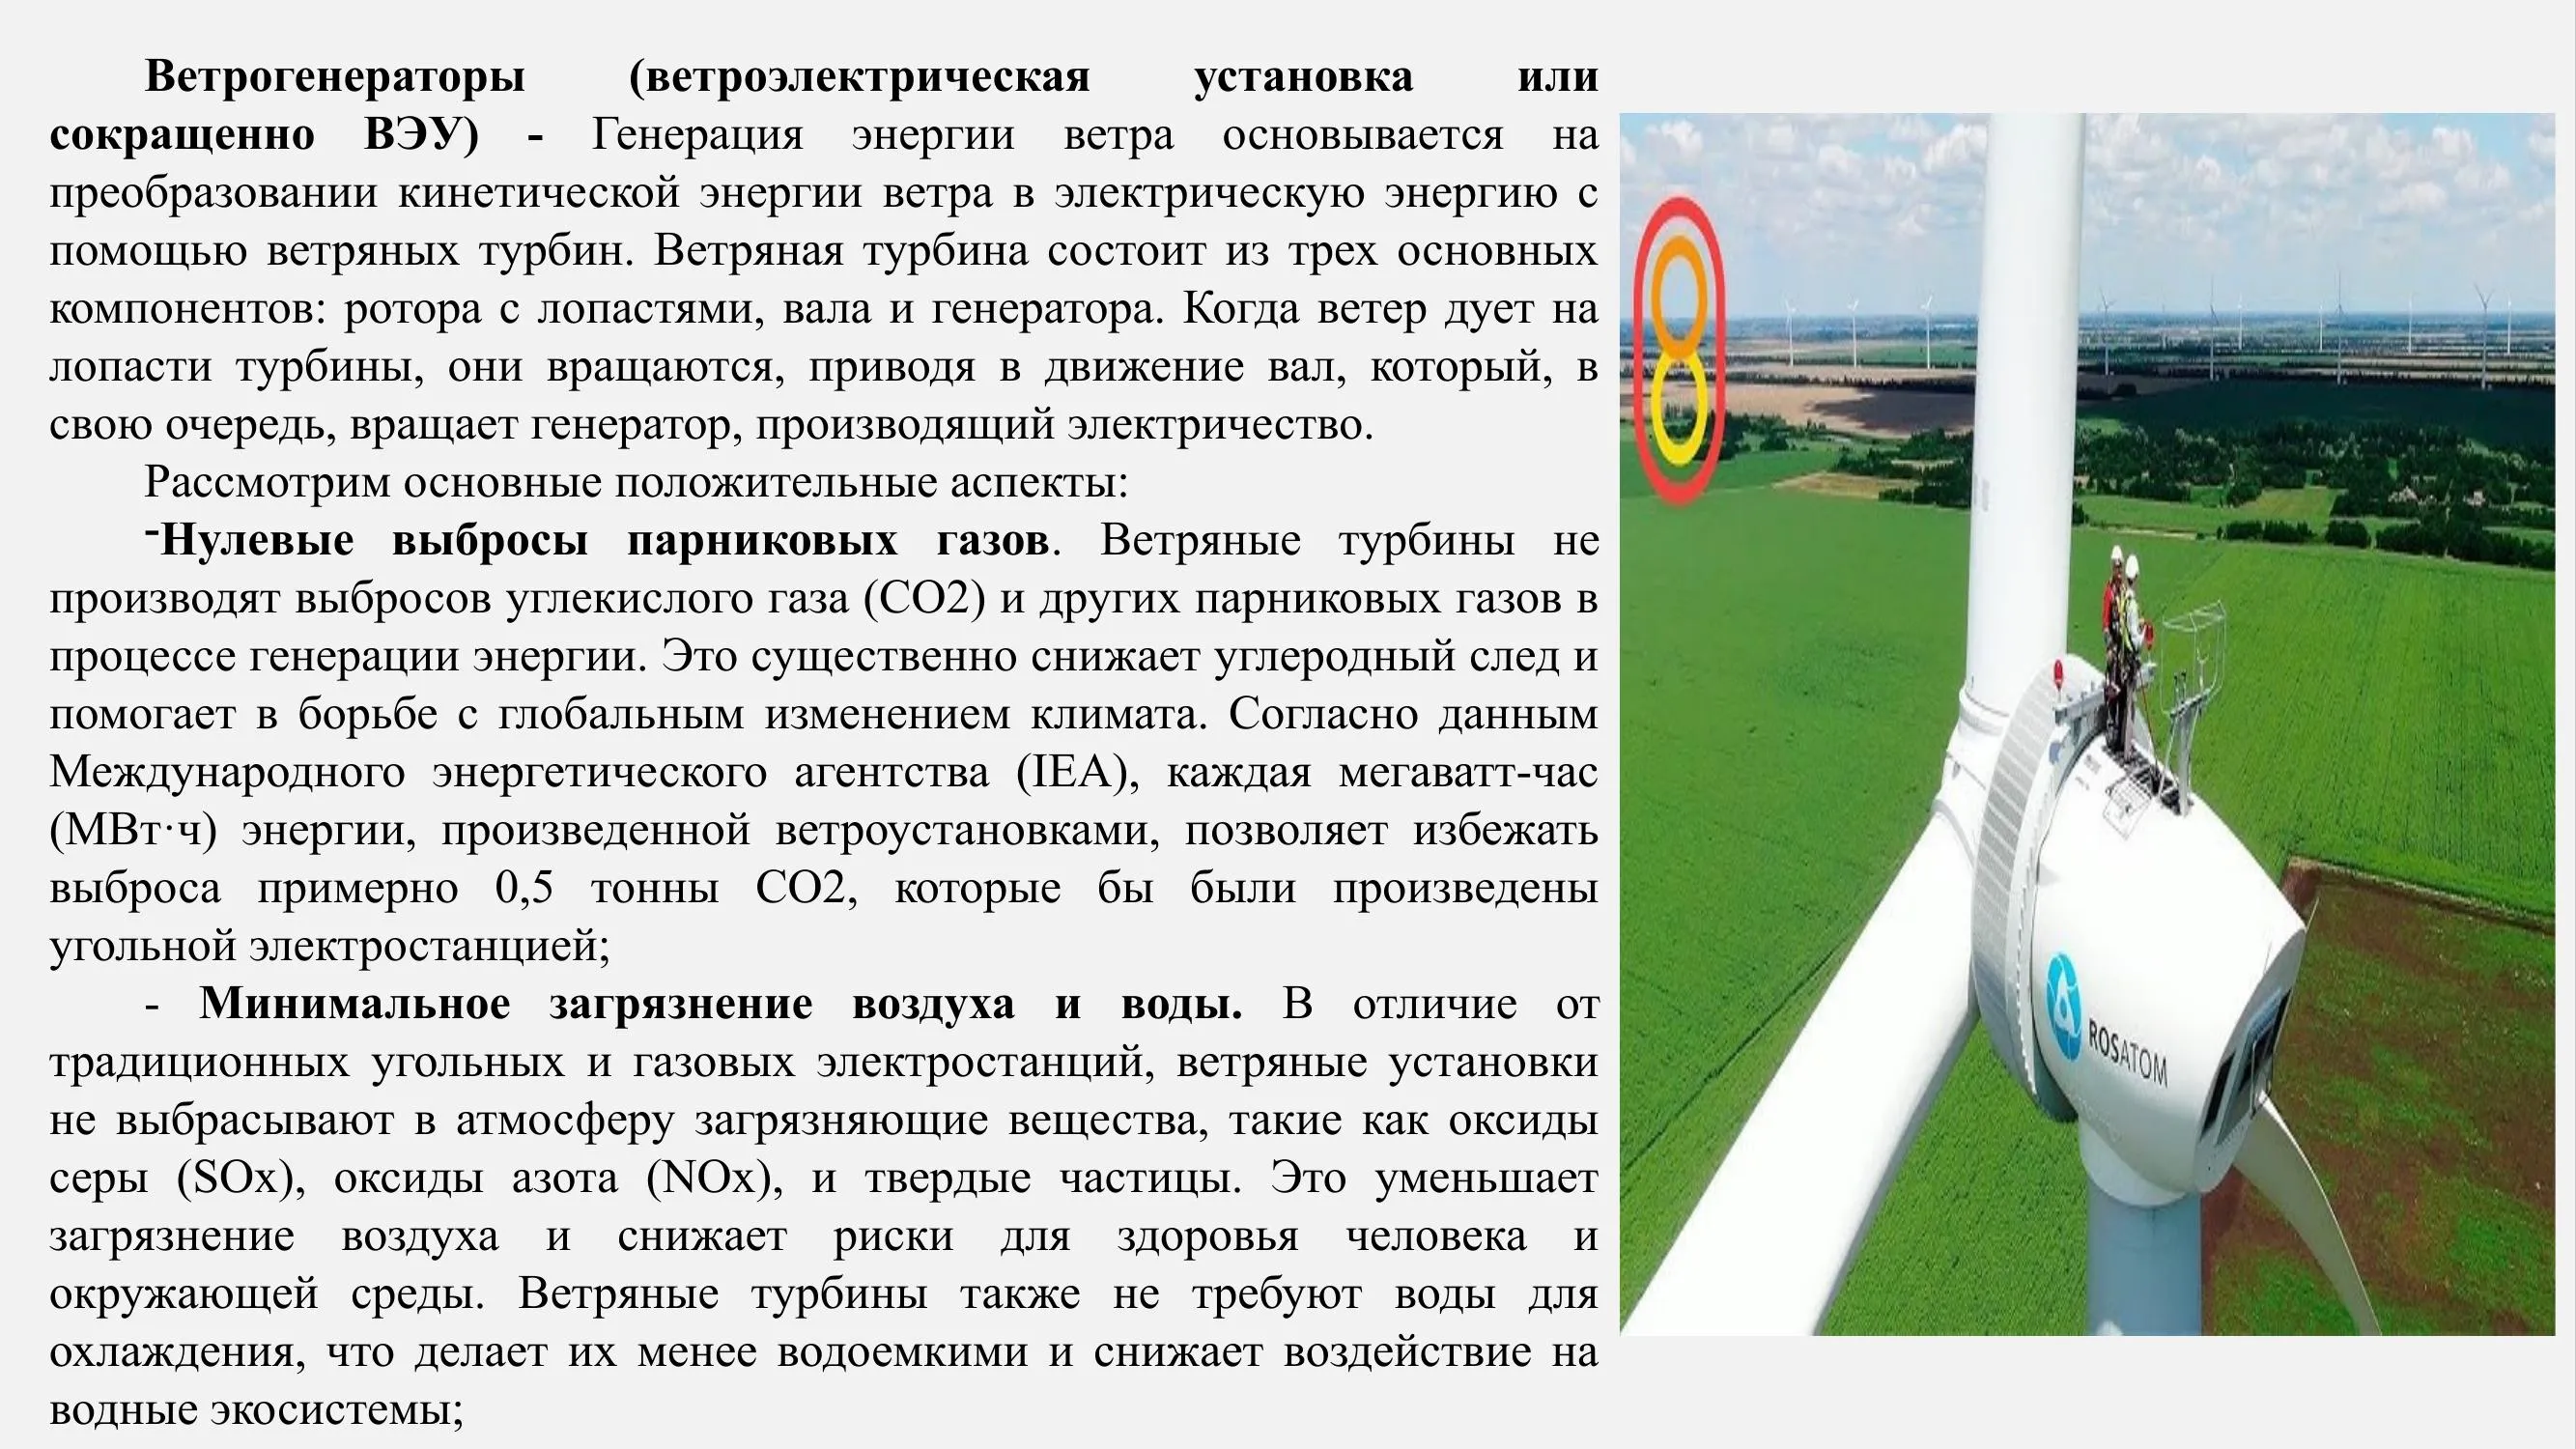 Ветрогенераторы (ветроэлектрическая установка или
сокращенно ВЭУ) - Генерация энергии ветра основывается на
преобразовании кинетической энергии ветра в электрическую энергию с
помощью ветряных турбин. Ветряная турбина состоит из трех основных
компонентов: ротора с лопастями, вала и генератора. Когда ветер дует на
лопасти турбины, они вращаются, приводя в движение вал, который, в
свою очередь, вращает генератор, производящий электричество.
Рассмотрим основные положительные аспекты:
-Нулевые выбросы парниковых газов. Ветряные турбины не
производят выбросов углекислого газа (CO2) и других парниковых газов в
процессе генерации энергии. Это существенно снижает углеродный след и
помогает в борьбе с глобальным изменением климата. Согласно данным
Международного энергетического агентства (IEA), каждая мегаватт-час
(МВт·ч) энергии, произведенной ветроустановками, позволяет избежать
выброса примерно 0,5 тонны CO2, которые бы были произведены
угольной электростанцией;
- Минимальное загрязнение воздуха и воды. В отличие от
традиционных угольных и газовых электростанций, ветряные установки
не выбрасывают в атмосферу загрязняющие вещества, такие как оксиды
серы (SOx), оксиды азота (NOx), и твердые частицы. Это уменьшает
загрязнение воздуха и снижает риски для здоровья человека и
окружающей среды. Ветряные турбины также не требуют воды для
охлаждения, что делает их менее водоемкими и снижает воздействие на
водные экосистемы;
8
ROSATOM